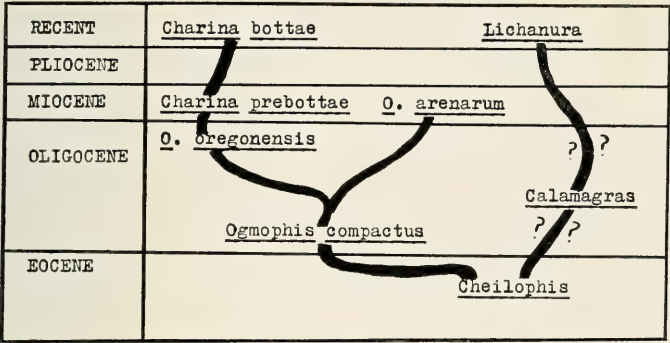 RECENT Charina bottae Lichanura
PLIOCENE
MIOCENE Charina prebottae O. arenarum
O. oregonensis
? ?
OLIGOCENE
Calamagras
? ?
Ogmophis compactus
EOCENE
Cheilophis